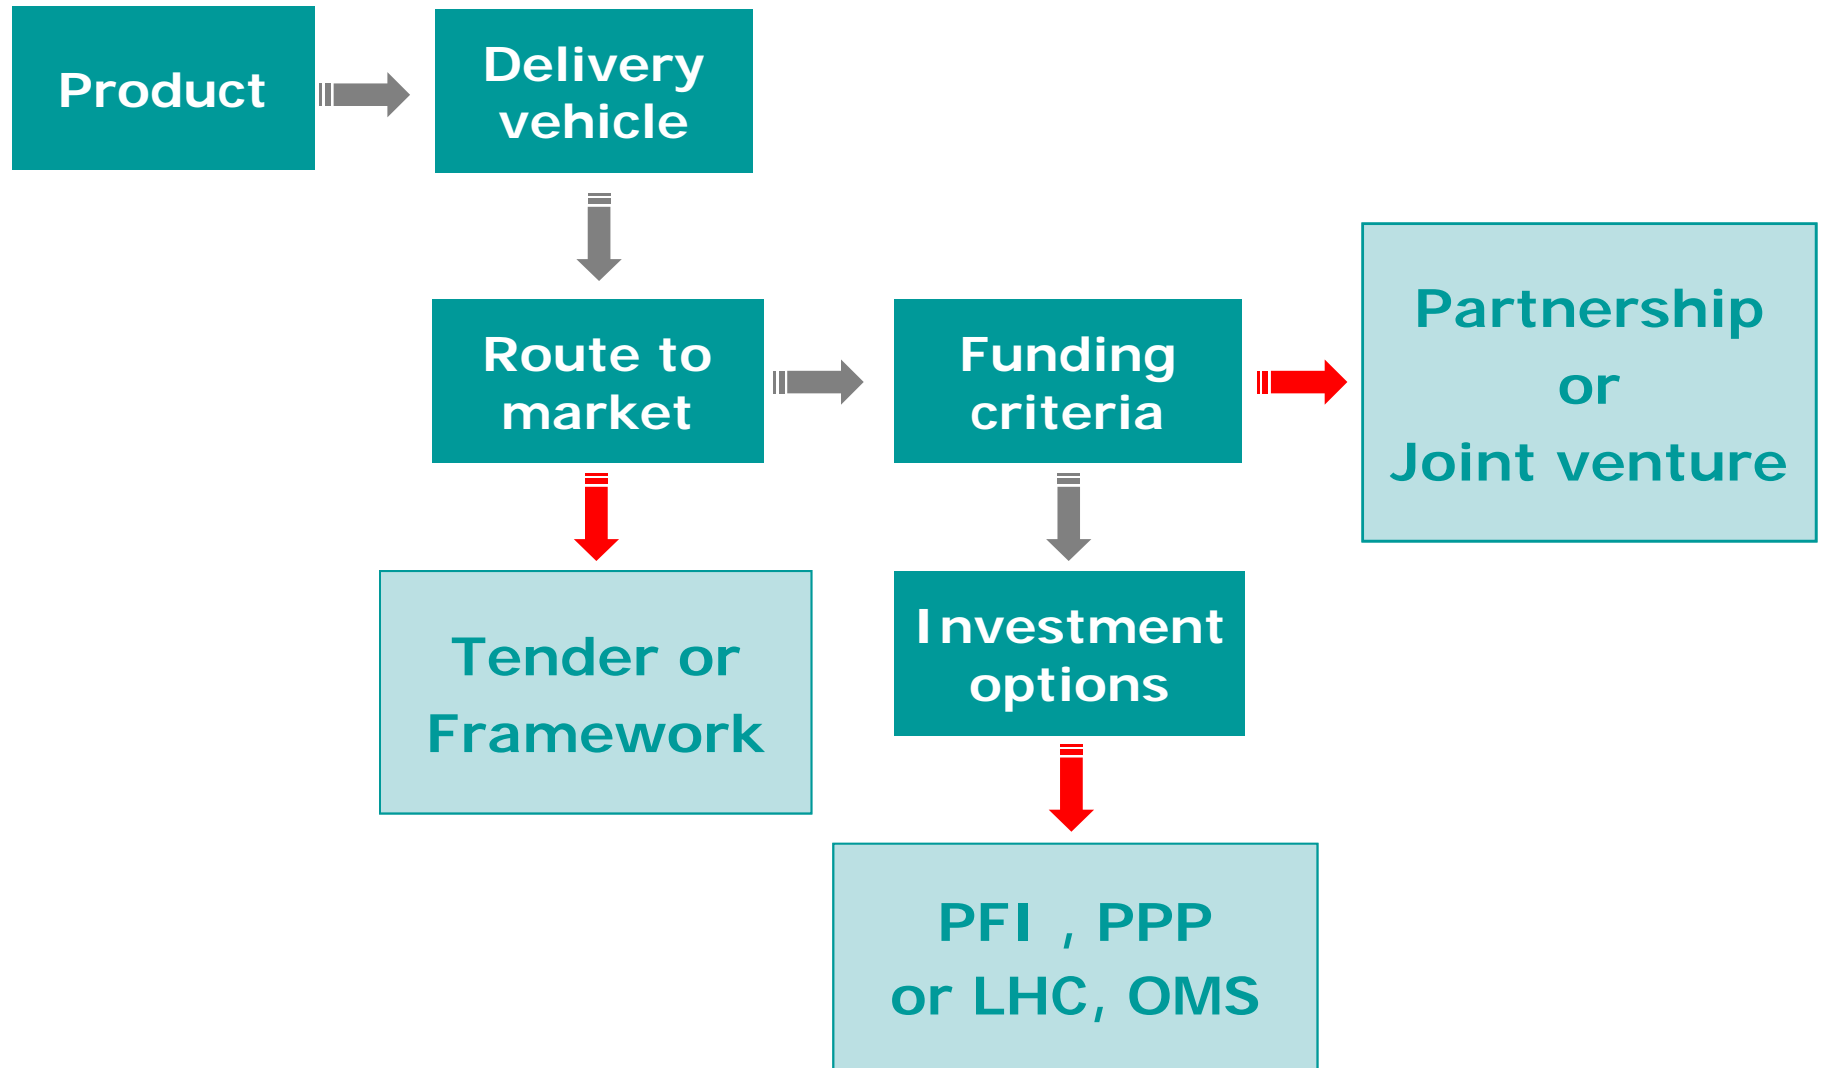 Product
Delivery
vehicle
Route to
market
Funding
criteria
Partnership
or
Joint venture
Tender or
Framework
Investment
options
PFI , PPP
or LHC, OMS